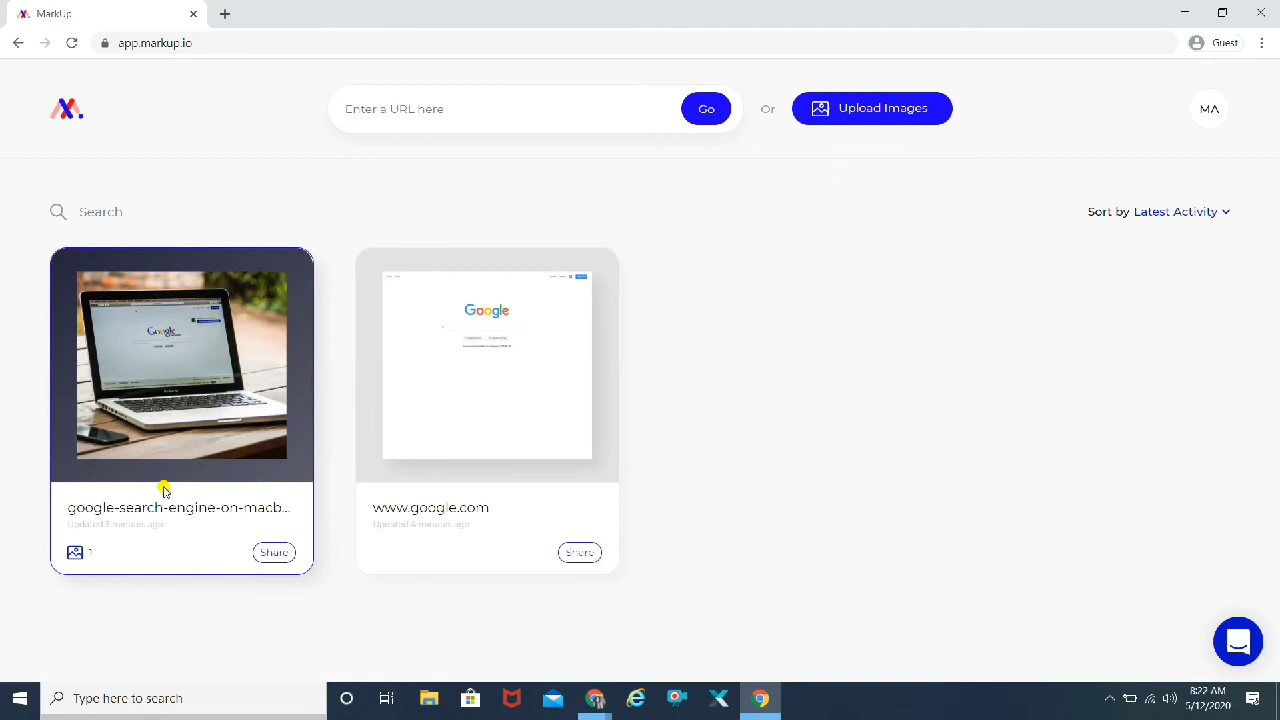 MarkUp
app.markup.io
Guest
Enter a URL here
Go
Or
Upload Images
MA
Search
Sort by Latest Activity
Google
Google
google-search-engine-on-macb...
Updated 3 minutes ago
1
Share
www.google.com
Updated 4 minutes ago
Share
Type here to search
8:22 AM
5/12/2020